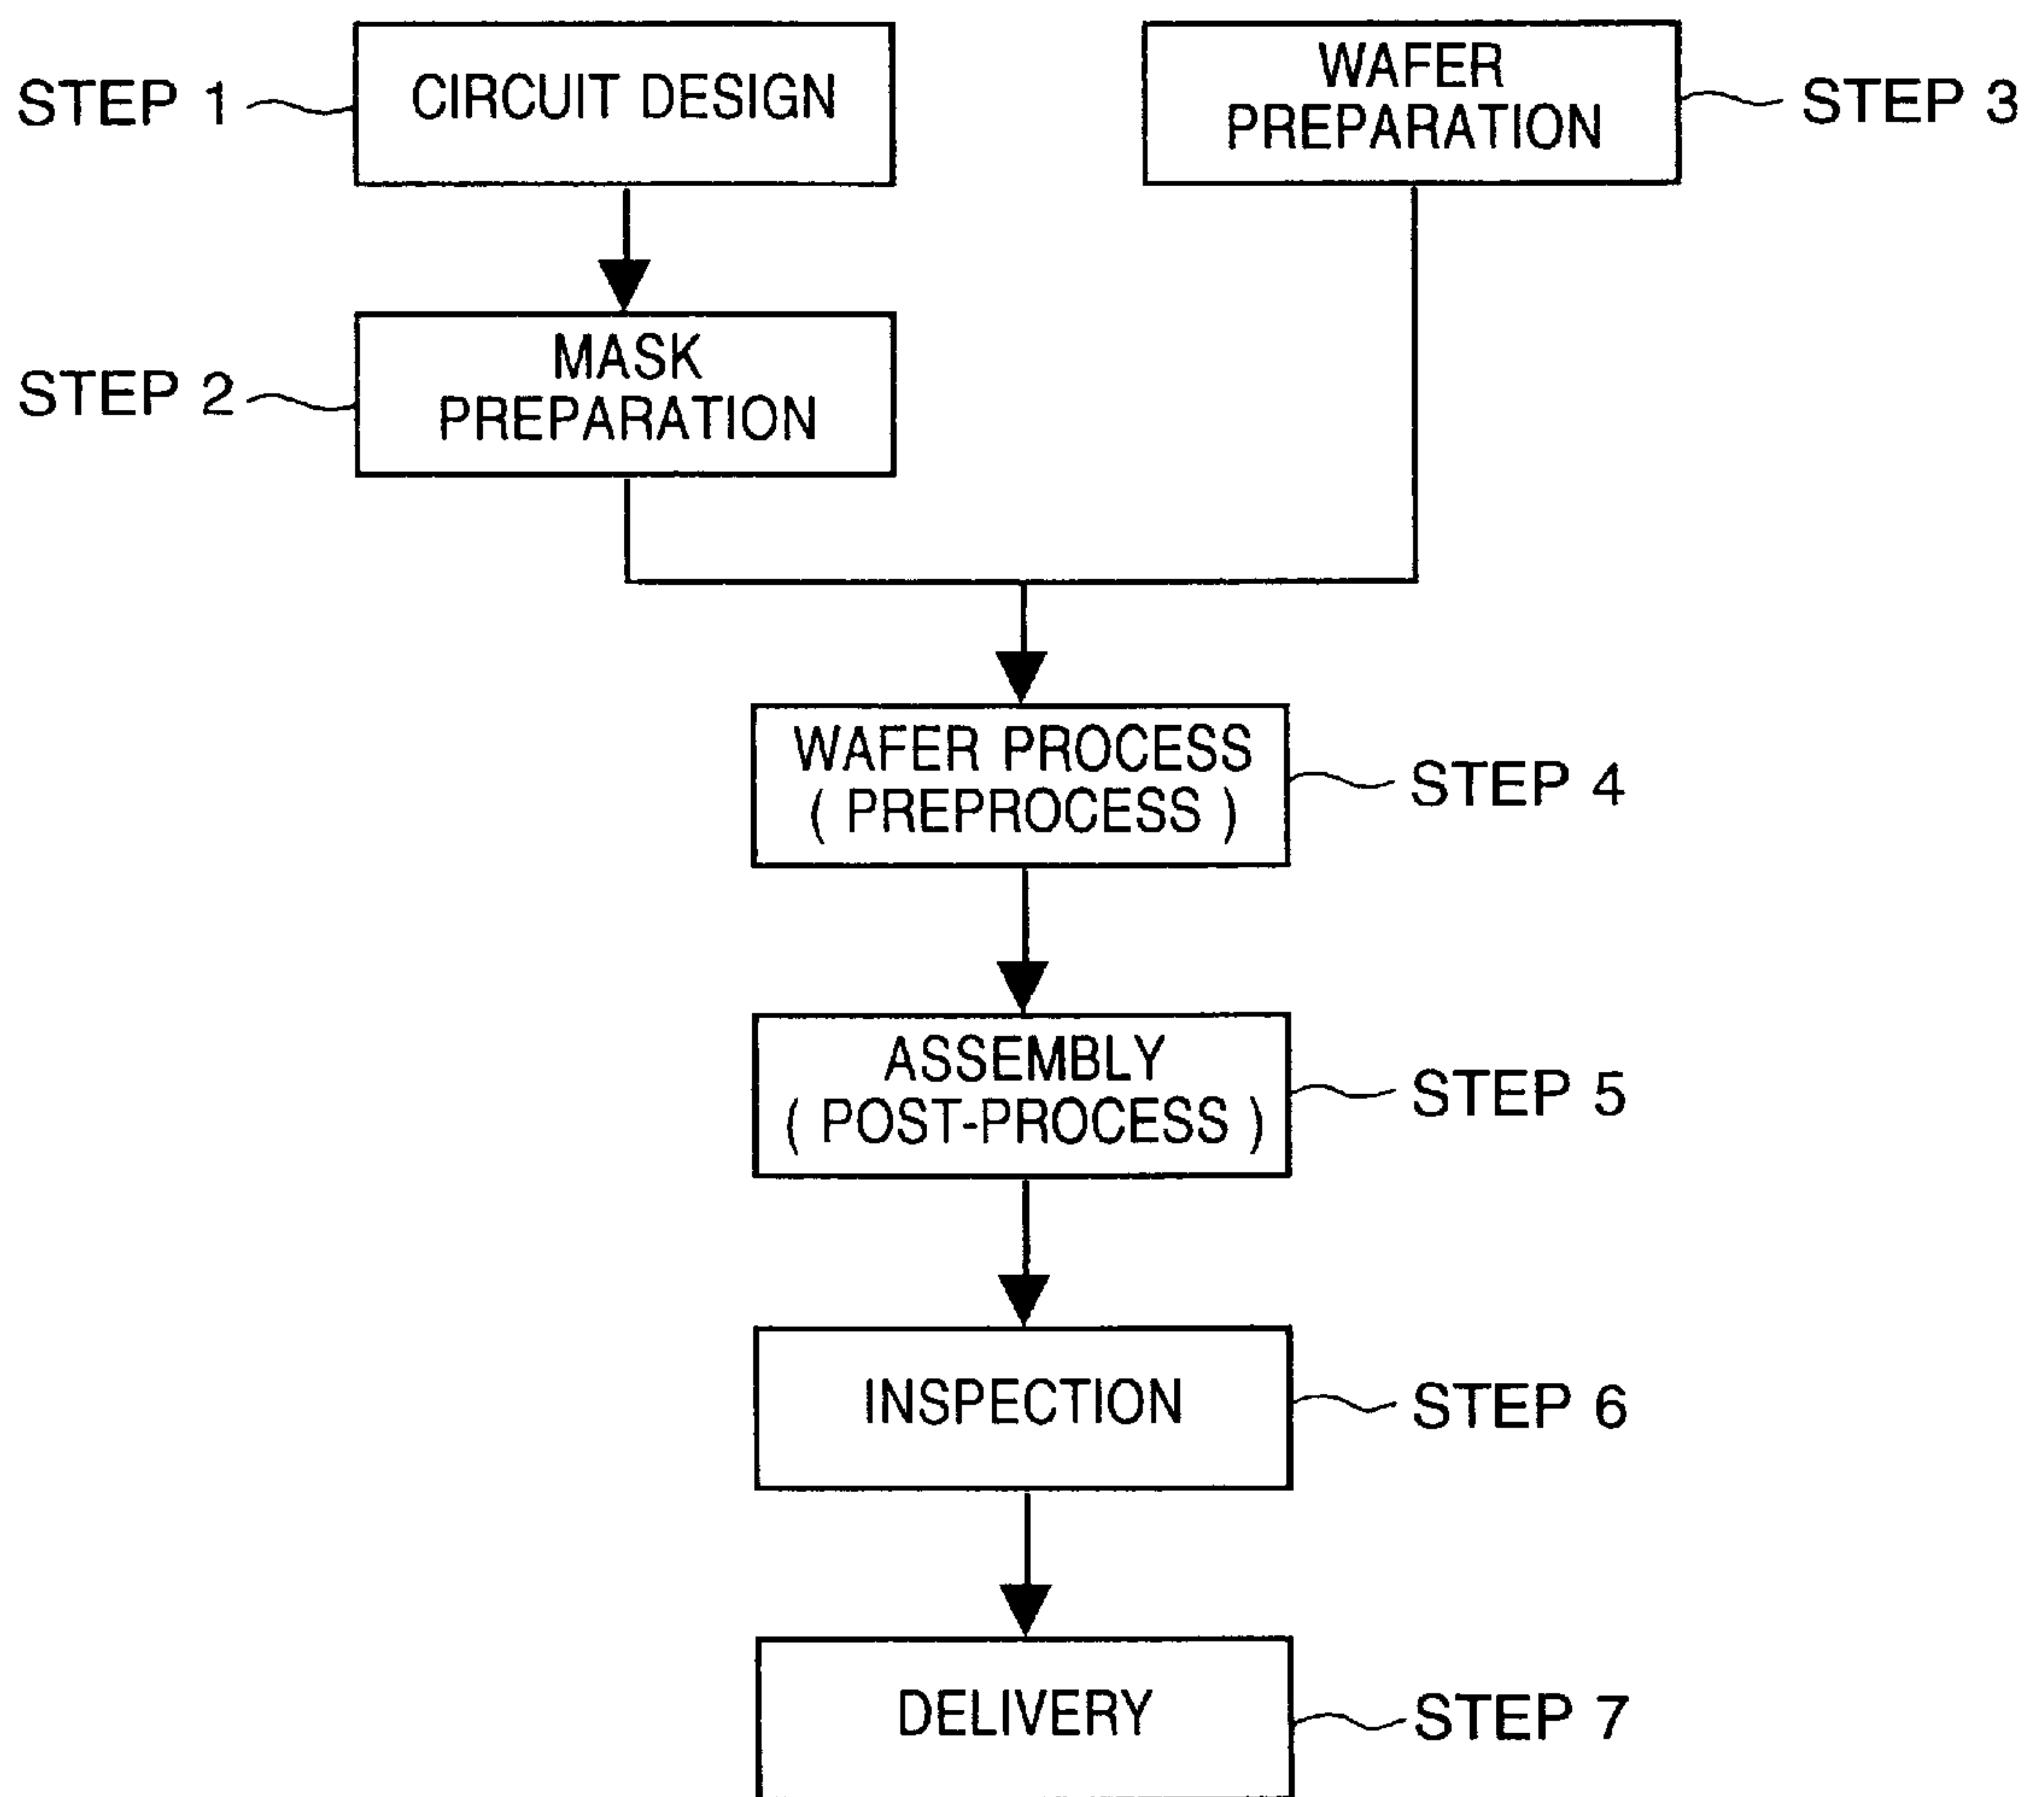 STEP 1
CIRCUIT DESIGN
WAFER
PREPARATION
STEP 3
STEP 2
MASK
PREPARATION
WAFER PROCESS
( PREPROCESS )
STEP 4
ASSEMBLY
( POST-PROCESS )
STEP 5
INSPECTION
STEP 6
DELIVERY
STEP 7